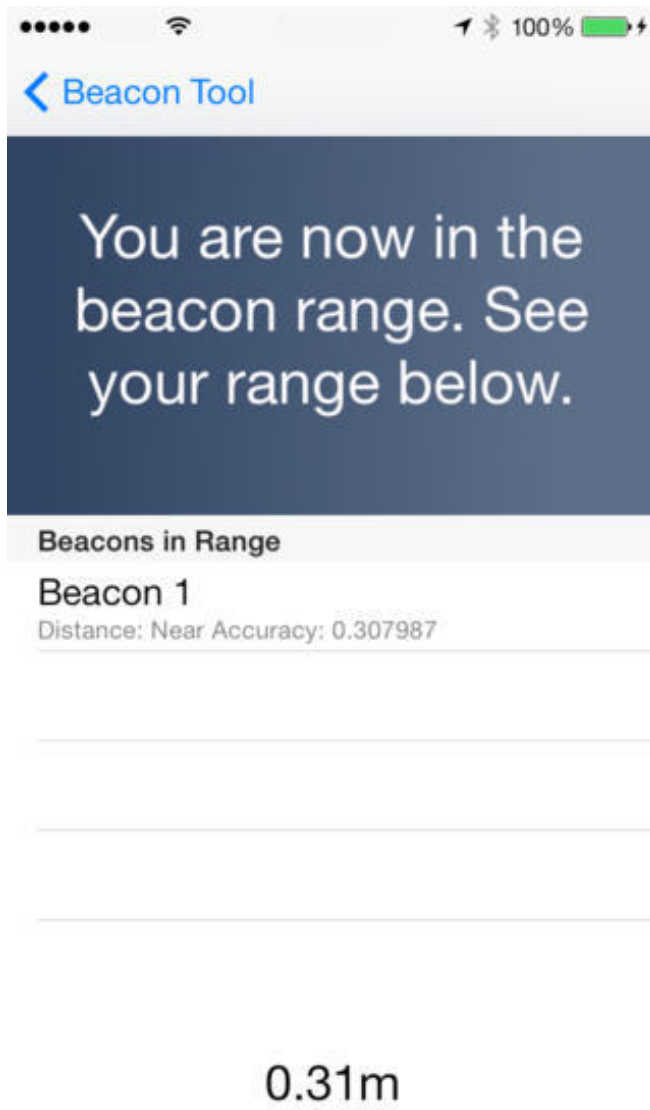 100%
Beacon Tool
You are now in the
beacon range. See
your range below.
Beacons in Range
Beacon 1
Distance: Near Accuracy: 0.307987
0.31m